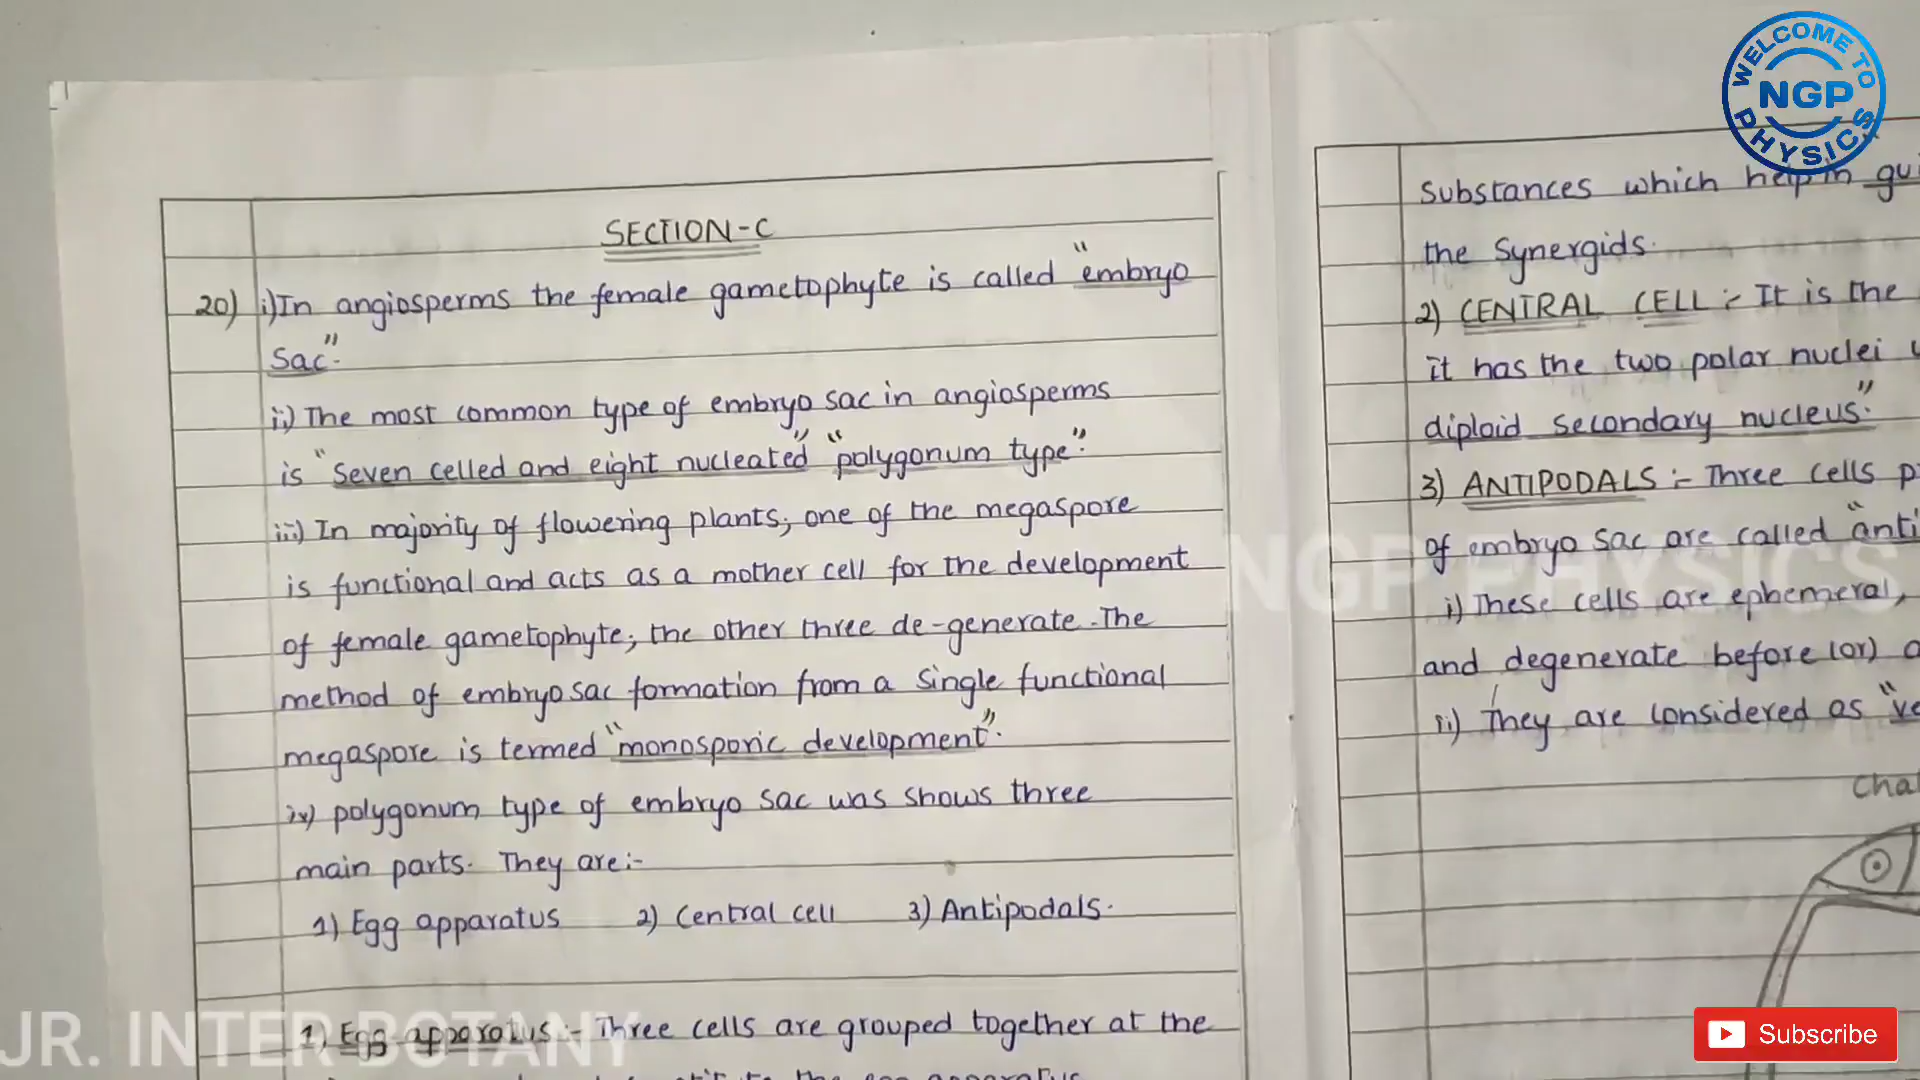 SECTION-C
20) i) In angiosperms the female gametophyte is called "embryo
Sac".
ii) The most common type of embryo sac in angiosperms
is "Seven celled and eight nucleated" "polygonum type".
iii) In majority of flowering plants, one of the megaspore
is functional and acts as a mother cell for the development
of female gametophyte, the other three de-generate. The
method of embryo sac formation from a single functional
megaspore is termed "monosporic development".
iv) polygonum type of embryo sac was shows three
main parts. They are:-
1) Egg apparatus 2) Central cell 3) Antipodals.
1) Egg apparatus :- Three cells are grouped together at the
to the egg apparatus
Substances which help in
the Synergids.
2) CENTRAL CELL :- It is the
it has the two polar nuclei
diploid secondary nucleus".
3) ANTIPODALS :- Three cells
of embryo sac are called "anti
i) These cells are ephemeral,
and degenerate before (or)
ii) They are considered as "ve
Chal
WELCOME TO
NGP
PHYSICS
NGP PHYSICS
JR. INTER BOTANY
Subscribe